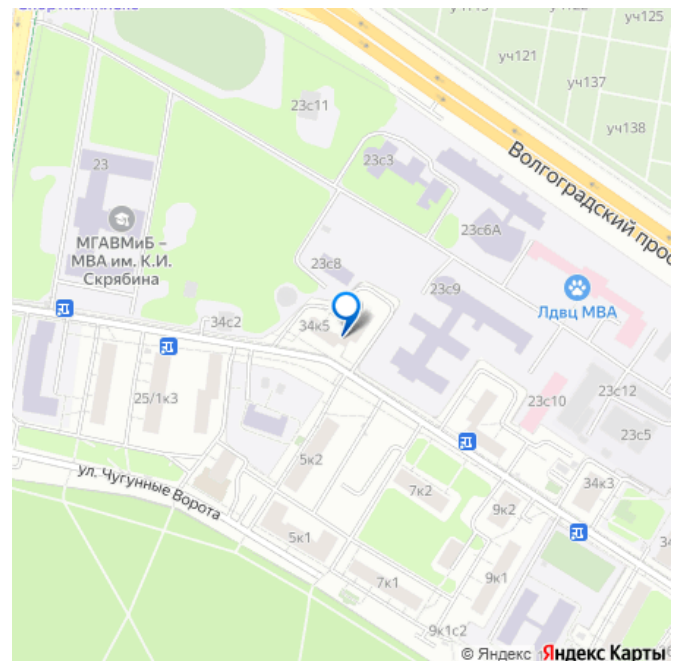 уч125
уч121
уч137
уч138
23с11
Волгоградский прос
23с3
23
МГАВМиБ –
МВА им. К.И.
Скрябина
23с6А
23с8
23с9
Лдвц МВА
34с2
34к5
25/1к3
23с10
23с12
23с5
5к2
ул. Чугунные Ворота
7к2
34к3
9к2
5к1
7к1
9к1
9к1с2
© Яндекс Яндекс Карты